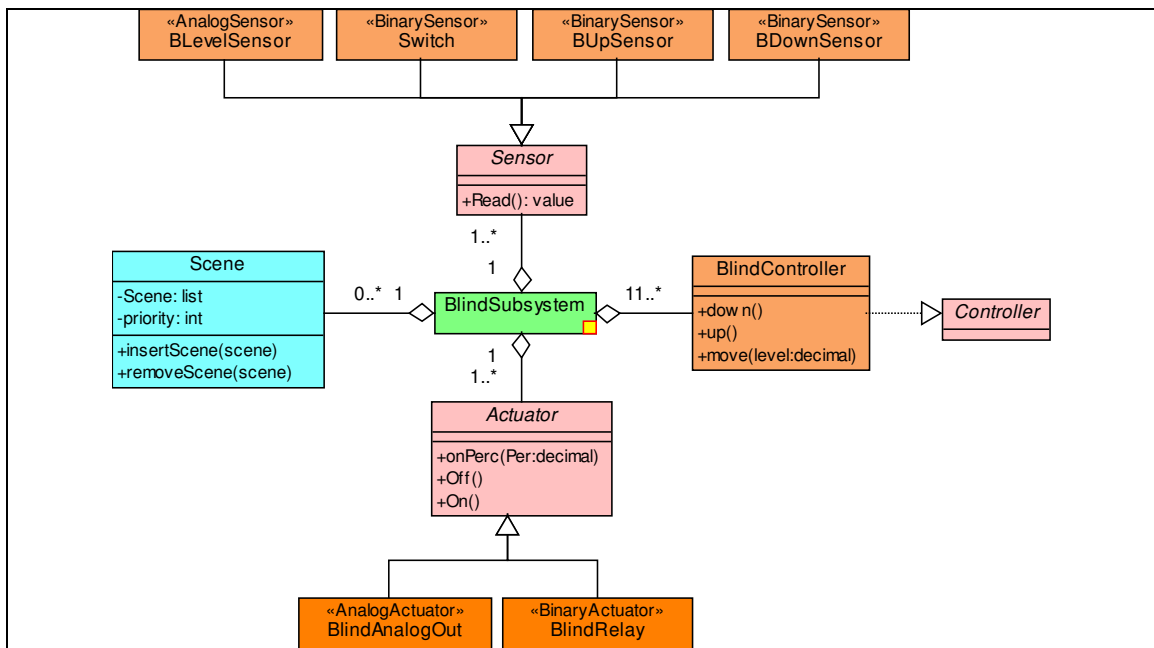 «AnalogSensor»
BLevelSensor
«BinarySensor»
Switch
«BinarySensor»
BUpSensor
«BinarySensor»
BDownSensor
Sensor
+Read(): value
1..*
1
Scene
-Scene: list
-priority: int
+insertScene(scene)
+removeScene(scene)
0..* 1
BlindSubsystem
11..*
BlindController
+down()
+up()
+move(level:decimal)
Controller
1
1..*
Actuator
+onPerc(Per:decimal)
+Off()
+On()
«AnalogActuator»
BlindAnalogOut
«BinaryActuator»
BlindRelay